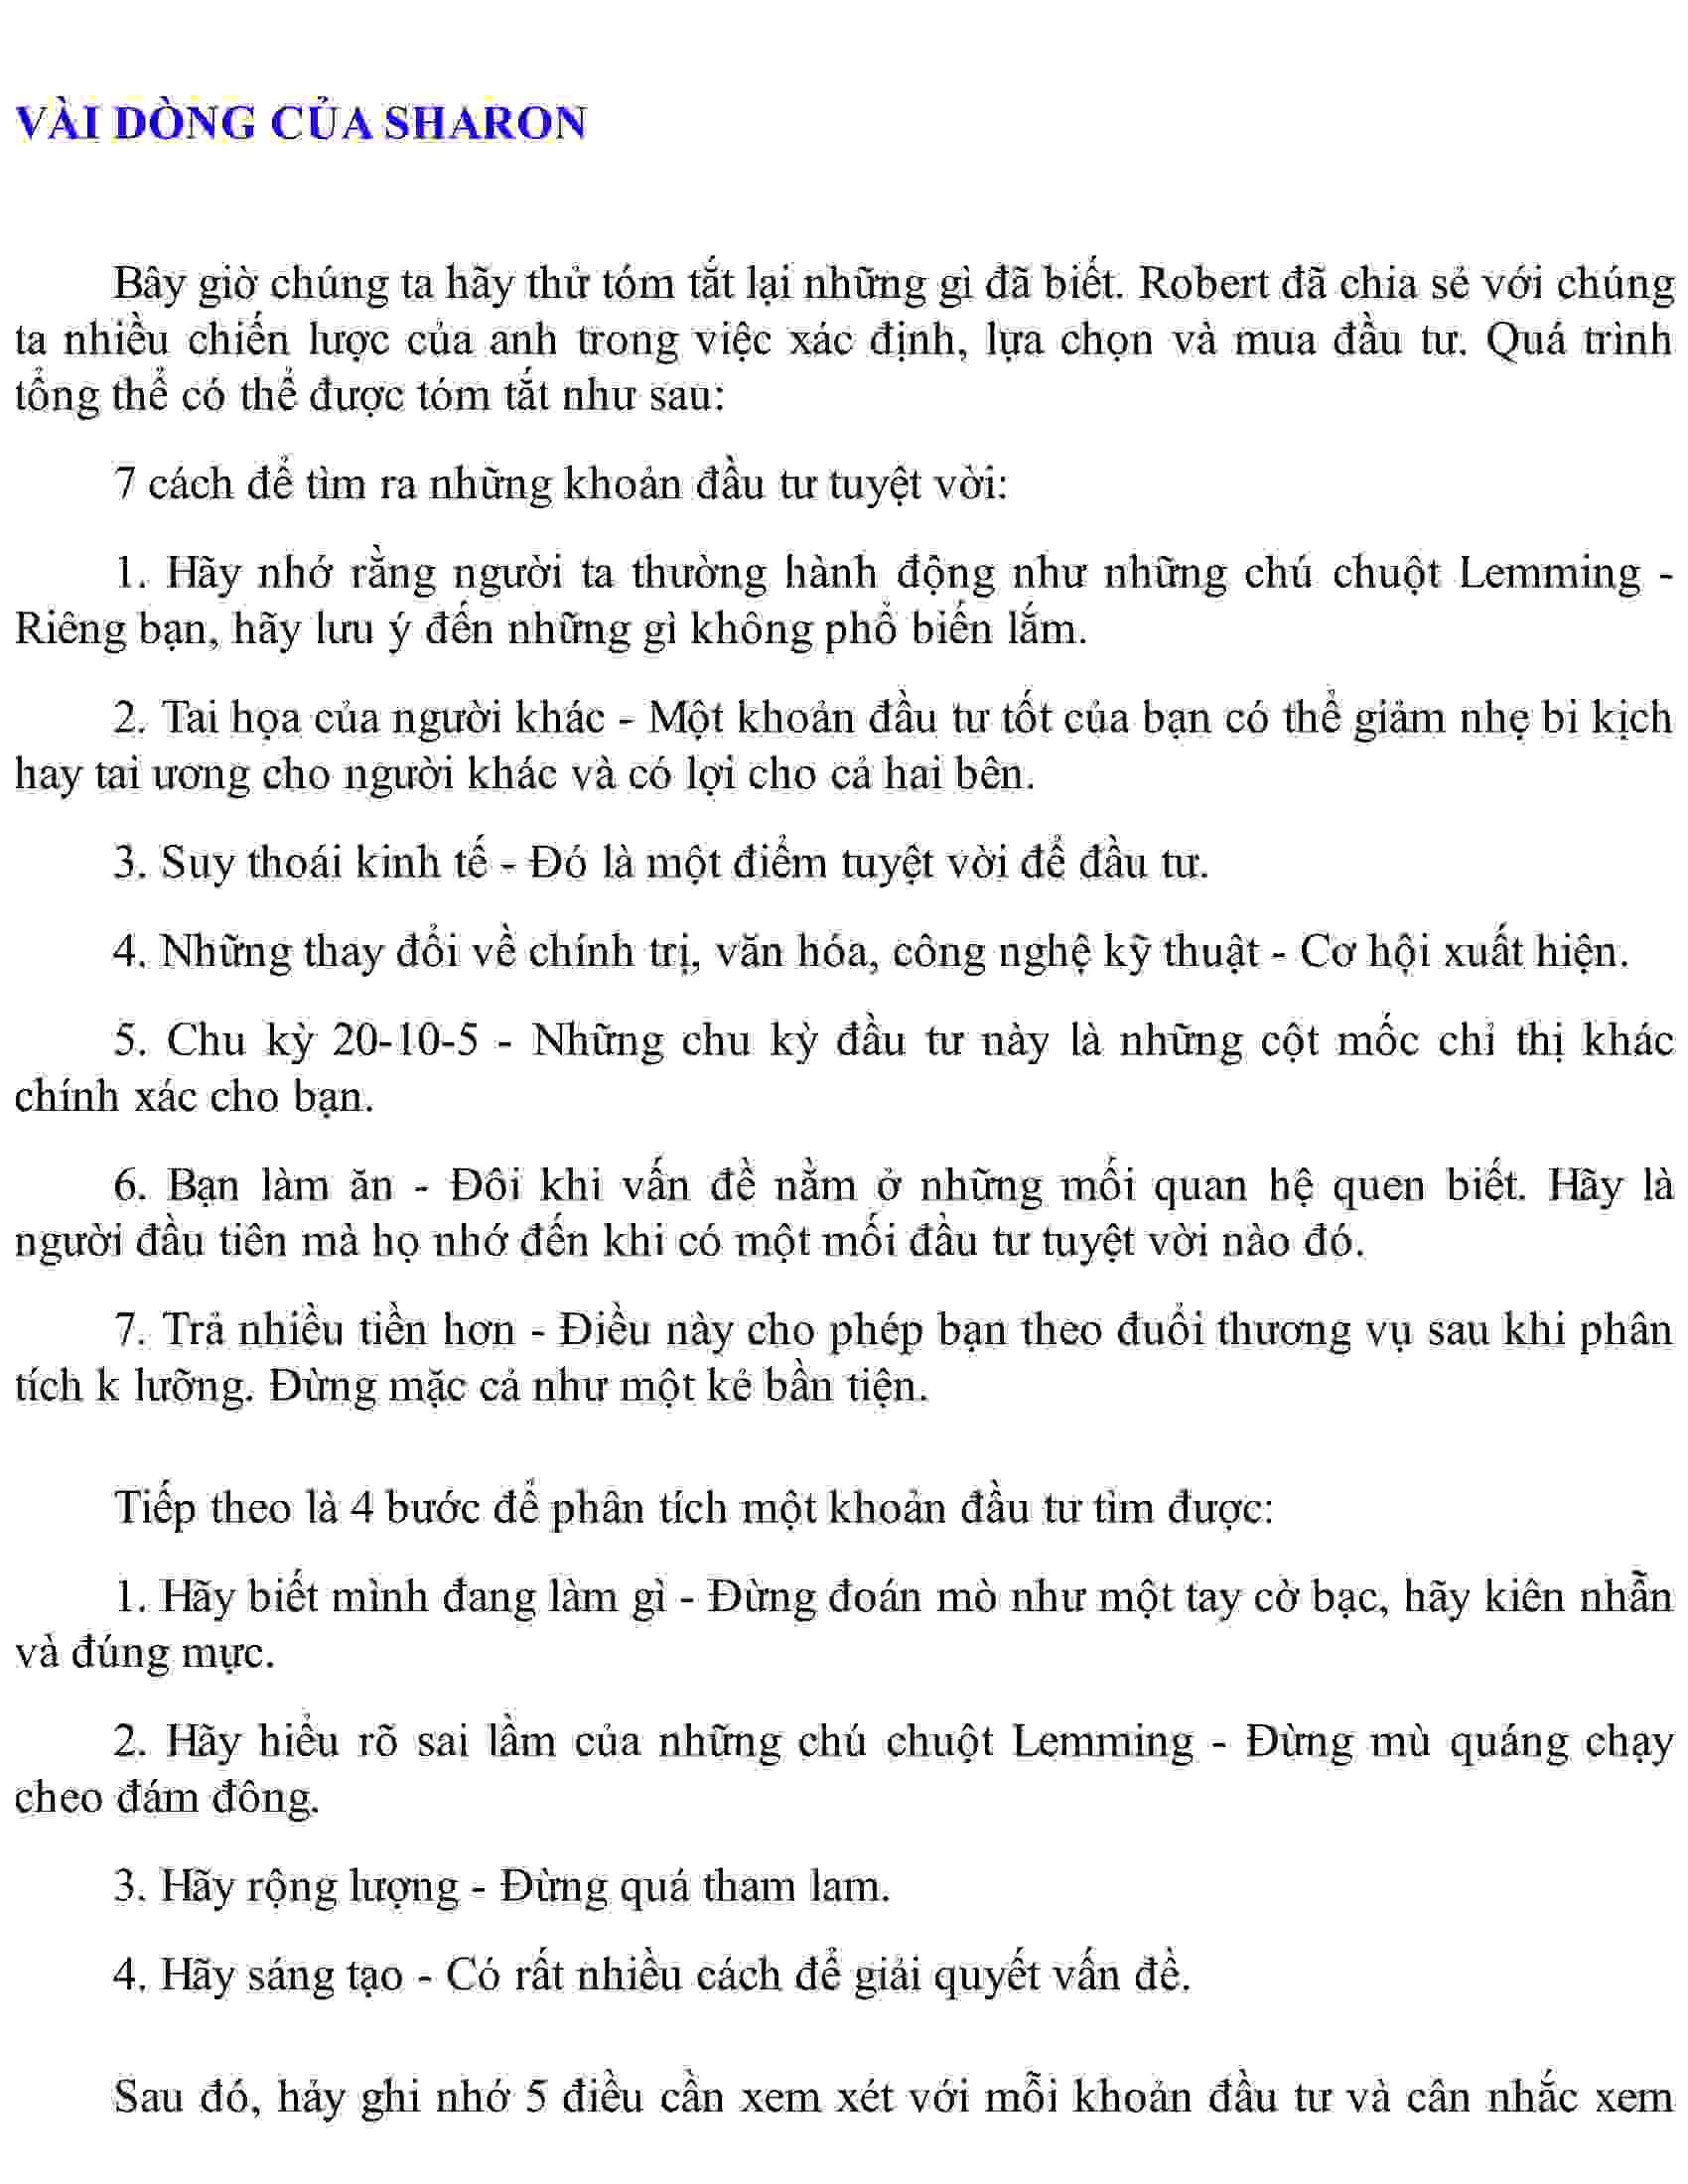 VÀI DÒNG CỦA SHARON
Bây giờ chúng ta hãy thử tóm tắt lại những gì đã biết. Robert đã chia sẻ với chúng
ta nhiều chiến lược của anh trong việc xác định, lựa chọn và mua đầu tư. Quá trình
tổng thể có thể được tóm tắt như sau:
7 cách để tìm ra những khoản đầu tư tuyệt vời:
1. Hãy nhớ rằng người ta thường hành động như những chú chuột Lemming -
Riêng bạn, hãy lưu ý đến những gì không phổ biến lắm.
2. Tai họa của người khác - Một khoản đầu tư tốt của bạn có thể giảm nhẹ bi kịch
hay tai ương cho người khác và có lợi cho cả hai bên.
3. Suy thoái kinh tế - Đó là một điểm tuyệt vời để đầu tư.
4. Những thay đổi về chính trị, văn hóa, công nghệ kỹ thuật - Cơ hội xuất hiện.
5. Chu kỳ 20-10-5 - Những chu kỳ đầu tư này là những cột mốc chỉ thị khác
chính xác cho bạn.
6. Bạn làm ăn - Đôi khi vấn đề nằm ở những mối quan hệ quen biết. Hãy là
người đầu tiên mà họ nhớ đến khi có một mối đầu tư tuyệt vời nào đó.
7. Trả nhiều tiền hơn - Điều này cho phép bạn theo đuổi thương vụ sau khi phân
tích k lưỡng. Đừng mặc cả như một kẻ bần tiện.
Tiếp theo là 4 bước để phân tích một khoản đầu tư tìm được:
1. Hãy biết mình đang làm gì - Đừng đoán mò như một tay cờ bạc, hãy kiên nhẫn
và đúng mực.
2. Hãy hiểu rõ sai lầm của những chú chuột Lemming - Đừng mù quáng chạy
cheo đám đông.
3. Hãy rộng lượng - Đừng quá tham lam.
4. Hãy sáng tạo - Có rất nhiều cách để giải quyết vấn đề.
Sau đó, hảy ghi nhớ 5 điều cần xem xét với mỗi khoản đầu tư và cân nhắc xem